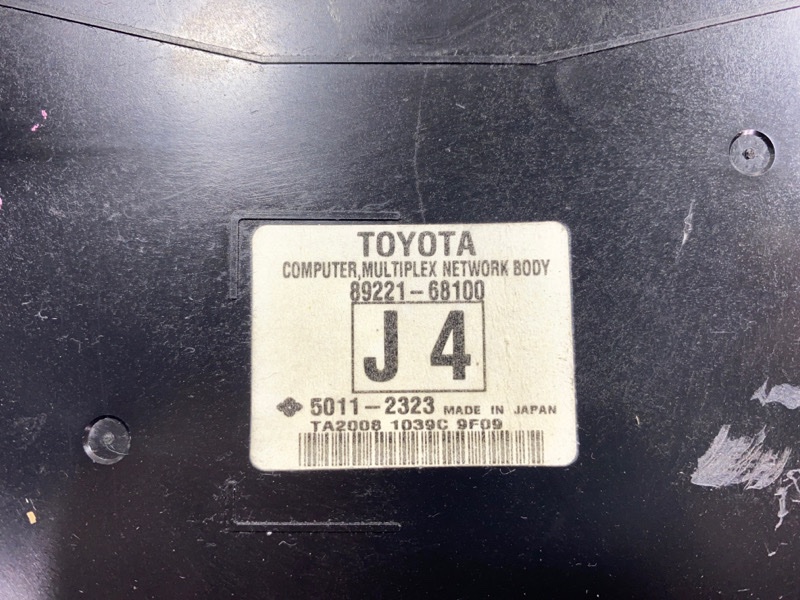 TOYOTA
COMPUTER,MULTIPLEX NETWORK BODY
89221-68100
J 4
5011-2323 MADE IN JAPAN
TA2008 1039C 9F09